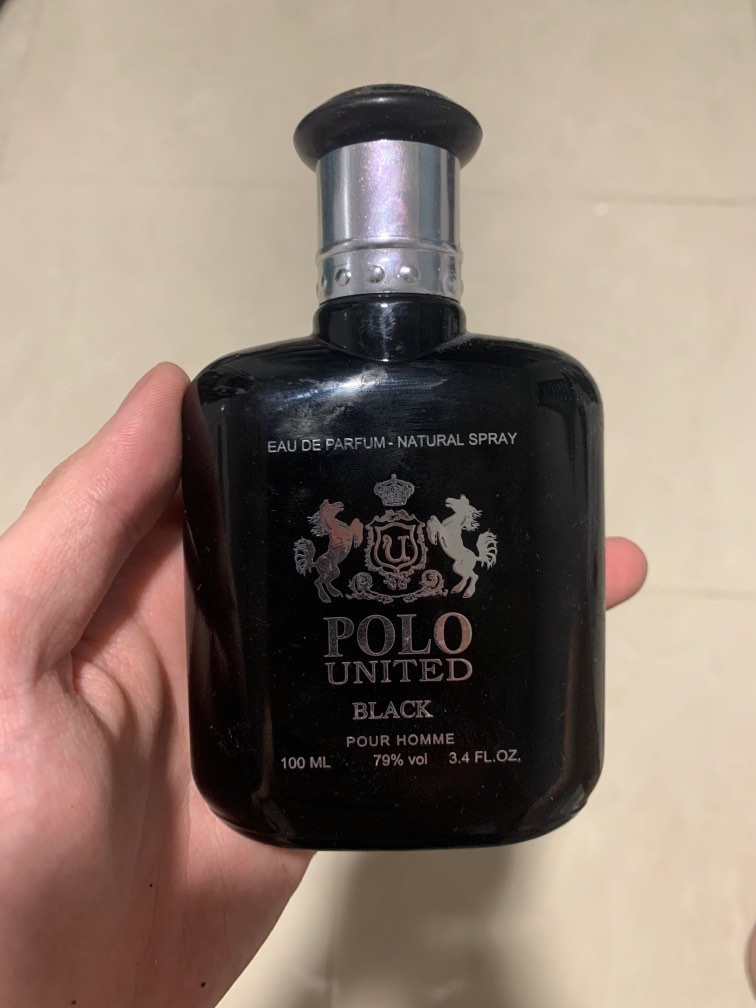 EAU DE PARFUM - NATURAL SPRAY
U
POLO
UNITED
BLACK
POUR HOMME
100 ML 79% vol 3.4 FL.OZ.